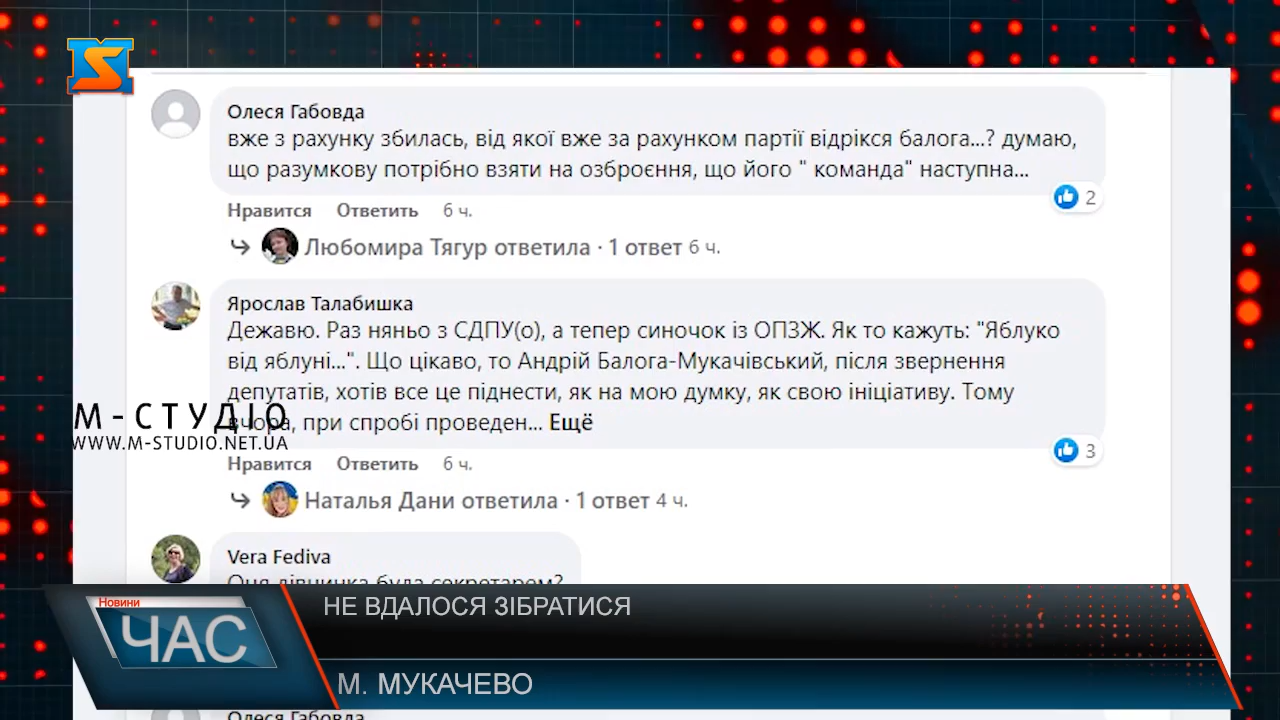 Олеся Габовда
вже з рахунку збилась, від якої вже за рахунком партії відрікся балога...? думаю,
що разумкову потрібно взяти на озброєння, що його " команда" наступна...
Нравится Ответить 6 ч.
2
Любомира Тягур ответила · 1 ответ 6 ч.
Ярослав Талабишка
Дежавю. Раз няньо з СДПУ(о), а тепер синочок із ОПЗЖ. Як то кажуть: "Яблуко
від яблуні...". Що цікаво, то Андрій Балога-Мукачівський, після звернення
депутатів, хотів все це піднести, як на мою думку, як свою ініціативу. Тому
вчора, при спробі проведен... Ещё
М-СТУДІО
WWW.M-STUDIO.NET.UA
3
Нравится Ответить 6 ч.
Наталья Дани ответила · 1 ответ 4 ч.
Vera Fediva
Оця дівчинка була секретарем?
Новини
ЧАС
НЕ ВДАЛОСЯ ЗІБРАТИСЯ
М. МУКАЧЕВО
Олеся Габовда